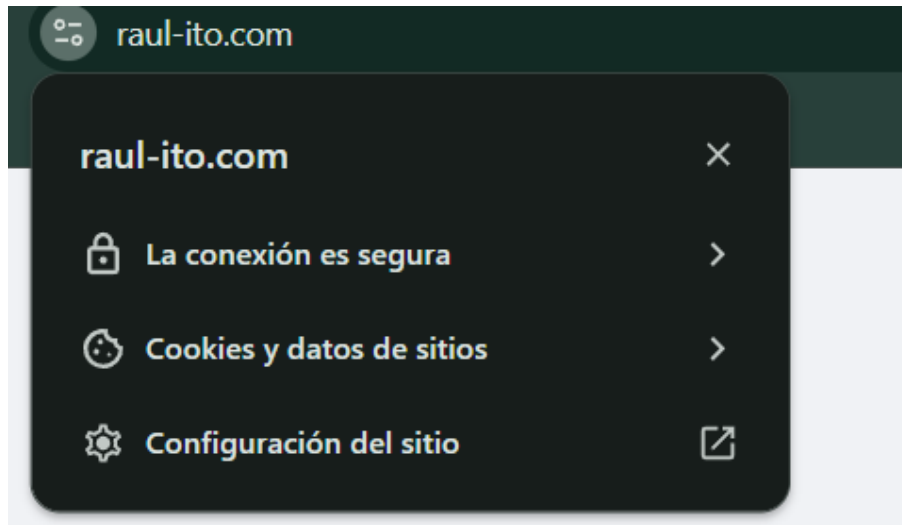 raul-ito.com
raul-ito.com
La conexión es segura
Cookies y datos de sitios
Configuración del sitio